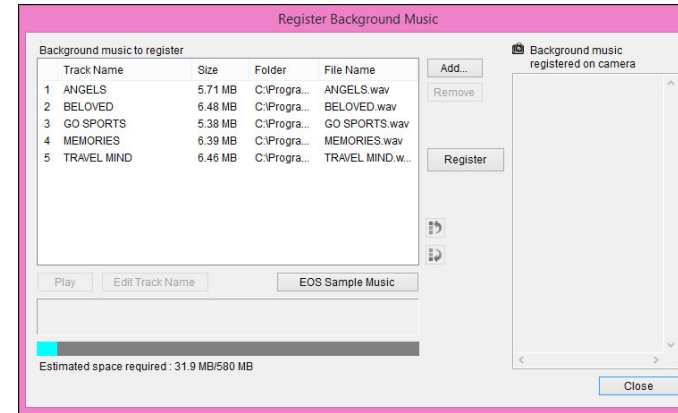 Register Background Music
Background music to register
Track Name Size Folder File Name
1 ANGELS 5.71 MB C:\Progra... ANGELS.wav
2 BELOVED 6.48 MB C:\Progra... BELOVED.wav
3 GO SPORTS 5.38 MB C:\Progra... GO SPORTS.wav
4 MEMORIES 6.39 MB C:\Progra... MEMORIES.wav
5 TRAVEL MIND 6.46 MB C:\Progra... TRAVEL MIND.w...
Add...
Remove
Register
Play Edit Track Name EOS Sample Music
Estimated space required : 31.9 MB/580 MB
Background music
registered on camera
Close